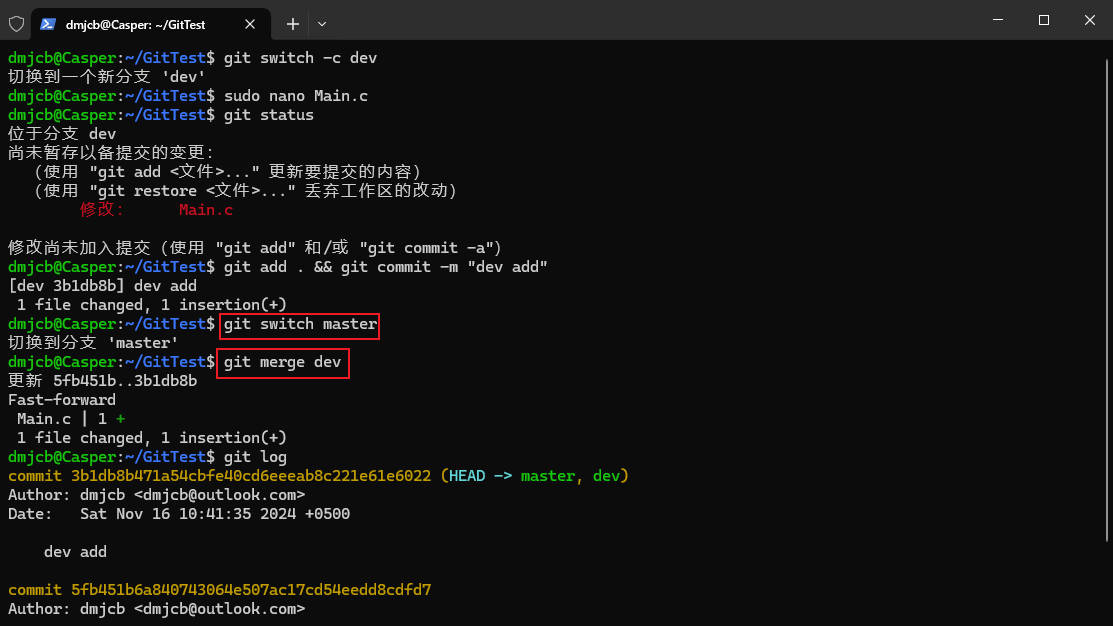 dmjcb@Casper: ~/GitTest
dmjcb@Casper:~/GitTest$ git switch -c dev
切换到一个新分支 'dev'
dmjcb@Casper:~/GitTest$ sudo nano Main.c
dmjcb@Casper:~/GitTest$ git status
位于分支 dev
尚未暂存以备提交的变更：
  （使用 "git add <文件>..." 更新要提交的内容）
  （使用 "git restore <文件>..." 丢弃工作区的改动）
        修改：     Main.c

修改尚未加入提交（使用 "git add" 和/或 "git commit -a"）
dmjcb@Casper:~/GitTest$ git add . && git commit -m "dev add"
[dev 3b1db8b] dev add
 1 file changed, 1 insertion(+)
dmjcb@Casper:~/GitTest$ git switch master
切换到分支 'master'
dmjcb@Casper:~/GitTest$ git merge dev
更新 5fb451b..3b1db8b
Fast-forward
 Main.c | 1 +
 1 file changed, 1 insertion(+)
dmjcb@Casper:~/GitTest$ git log
commit 3b1db8b471a54cbfe40cd6eeeab8c221e61e6022 (HEAD -> master, dev)
Author: dmjcb <dmjcb@outlook.com>
Date:   Sat Nov 16 10:41:35 2024 +0500

    dev add

commit 5fb451b6a840743064e507ac17cd54eedd8cdfd7
Author: dmjcb <dmjcb@outlook.com>